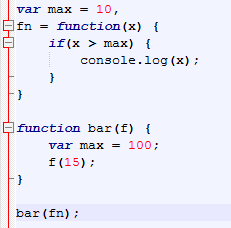 var max = 10,
fn = function(x) {
    if(x > max) {
        console.log(x);
    }
}

function bar(f) {
    var max = 100;
    f(15);
}

bar(fn);